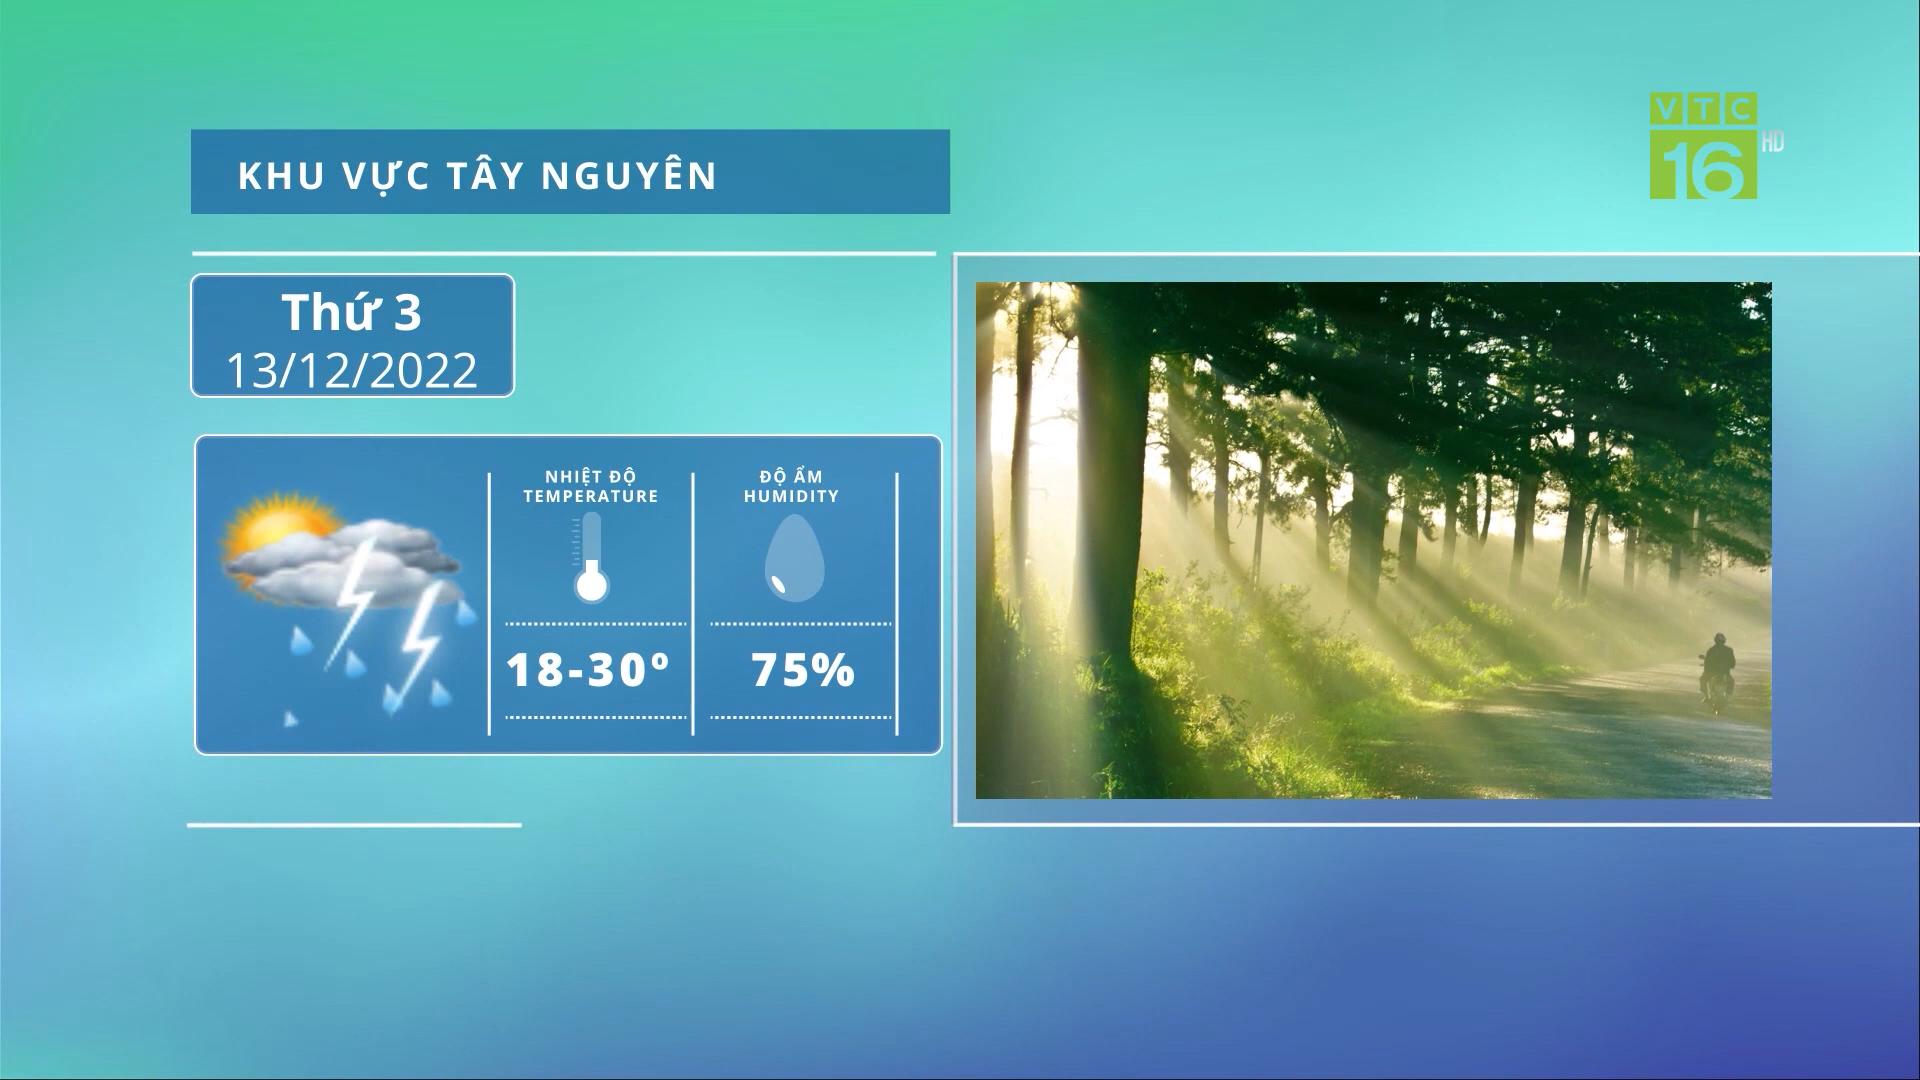 KHU VỰC TÂY NGUYÊN
VTC
16
HD
Thứ 3
13/12/2022
NHIỆT ĐỘ
TEMPERATURE
ĐỘ ẨM
HUMIDITY
18-30º
75%